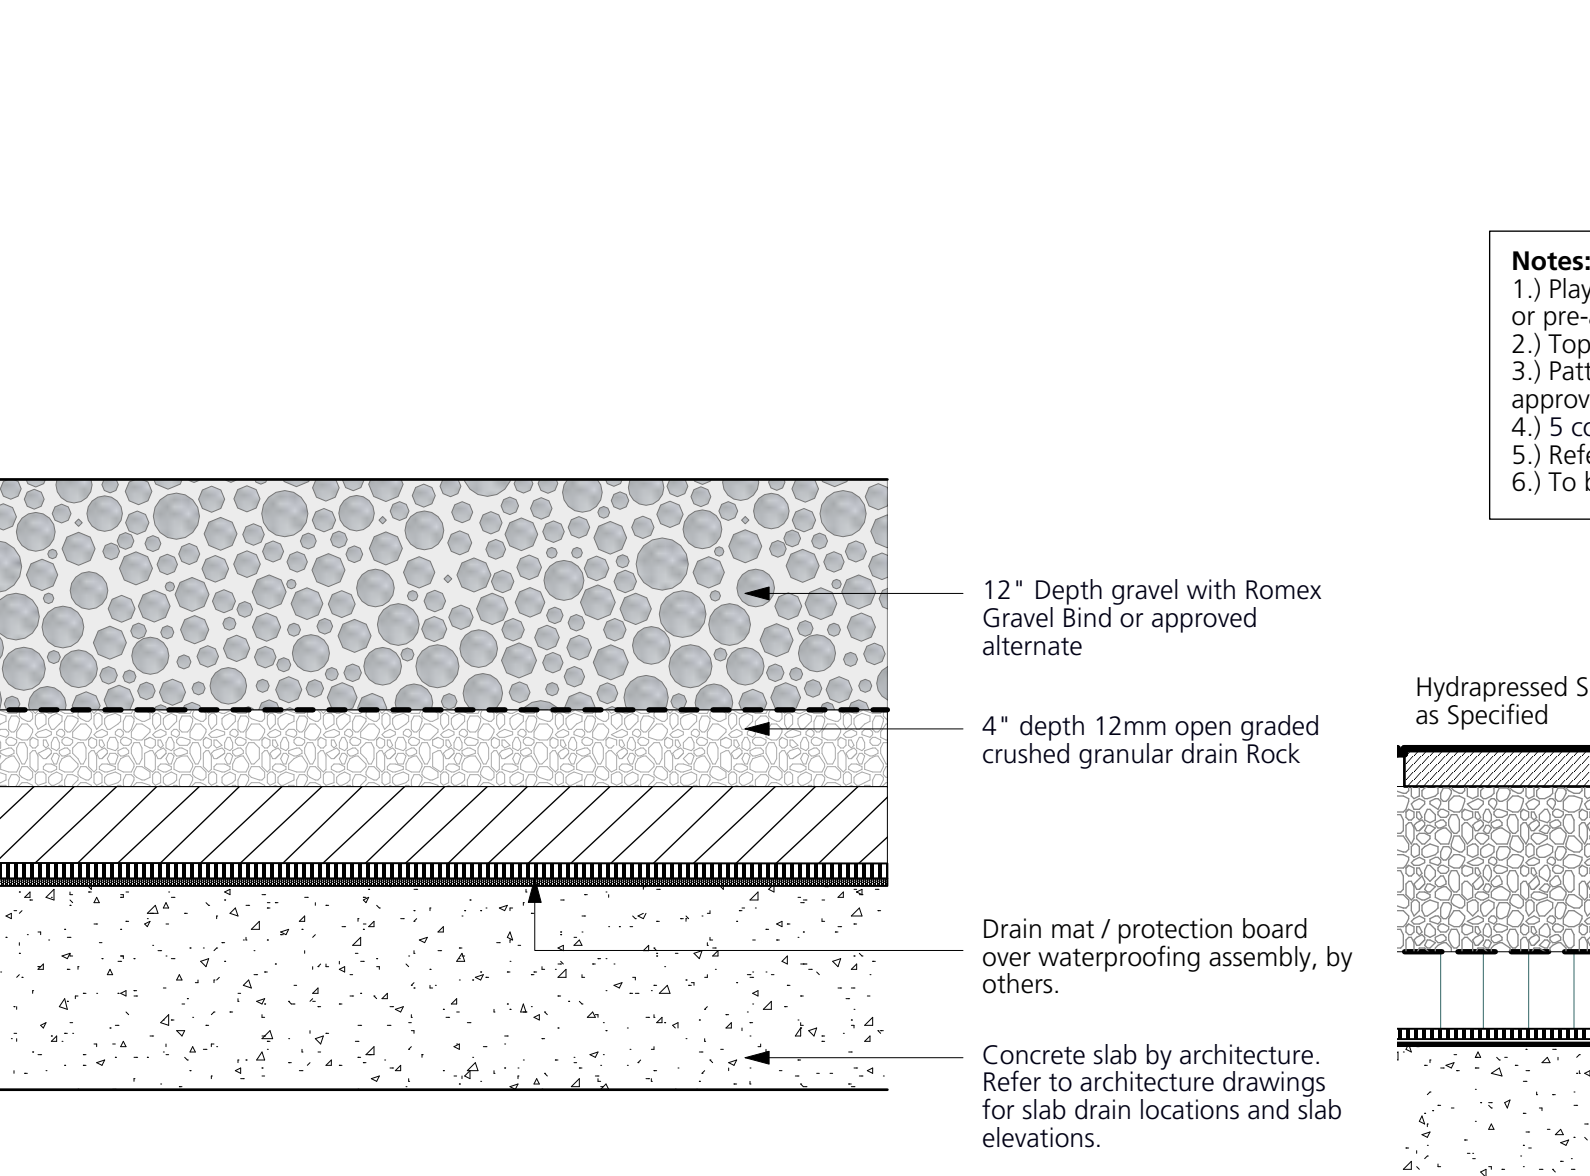 Notes:
1.) Play
or pre-
2.) Top
3.) Patt
approv
4.) 5 co
5.) Refe
6.) To b
12" Depth gravel with Romex
Gravel Bind or approved
alternate
4" depth 12mm open graded
crushed granular drain Rock
Drain mat / protection board
over waterproofing assembly, by
others.
Concrete slab by architecture.
Refer to architecture drawings
for slab drain locations and slab
elevations.
Hydrapressed S
as Specified